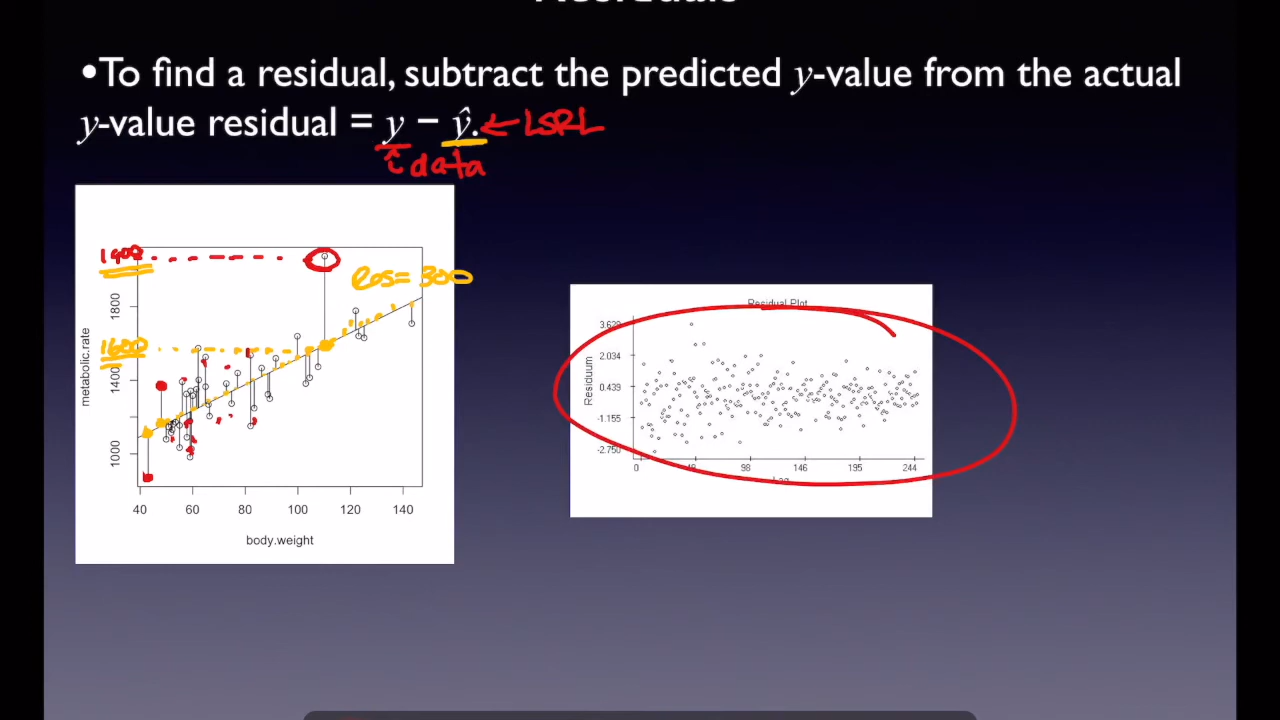 Residuals
•To find a residual, subtract the predicted y-value from the actual
y-value residual = y − ŷ. ← LSRL
↑ data
1900
res= 300
1800
1600
1400
1000
metabolic.rate
40 60 80 100 120 140
body.weight
Residual Plot
3.629
2.034
0.439
-1.155
-2.750
Residuum
0 49 98 146 195 244